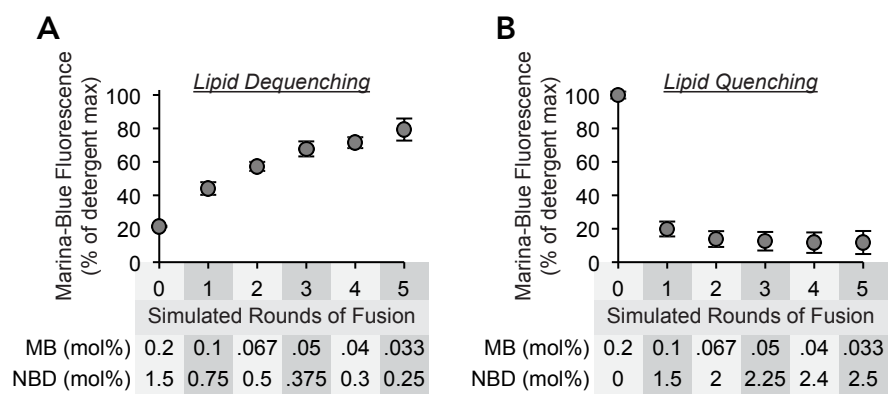 A
Lipid Dequenching
Marina-Blue Fluorescence
(% of detergent max)
100
80
60
40
20
0
0 1 2 3 4 5
Simulated Rounds of Fusion
MB (mol%) 0.2 0.1 .067 .05 .04 .033
NBD (mol%) 1.5 0.75 0.5 .375 0.3 0.25
B
Lipid Quenching
Marina-Blue Fluorescence
(% of detergent max)
100
80
60
40
20
0
0 1 2 3 4 5
Simulated Rounds of Fusion
MB (mol%) 0.2 0.1 .067 .05 .04 .033
NBD (mol%) 0 1.5 2 2.25 2.4 2.5